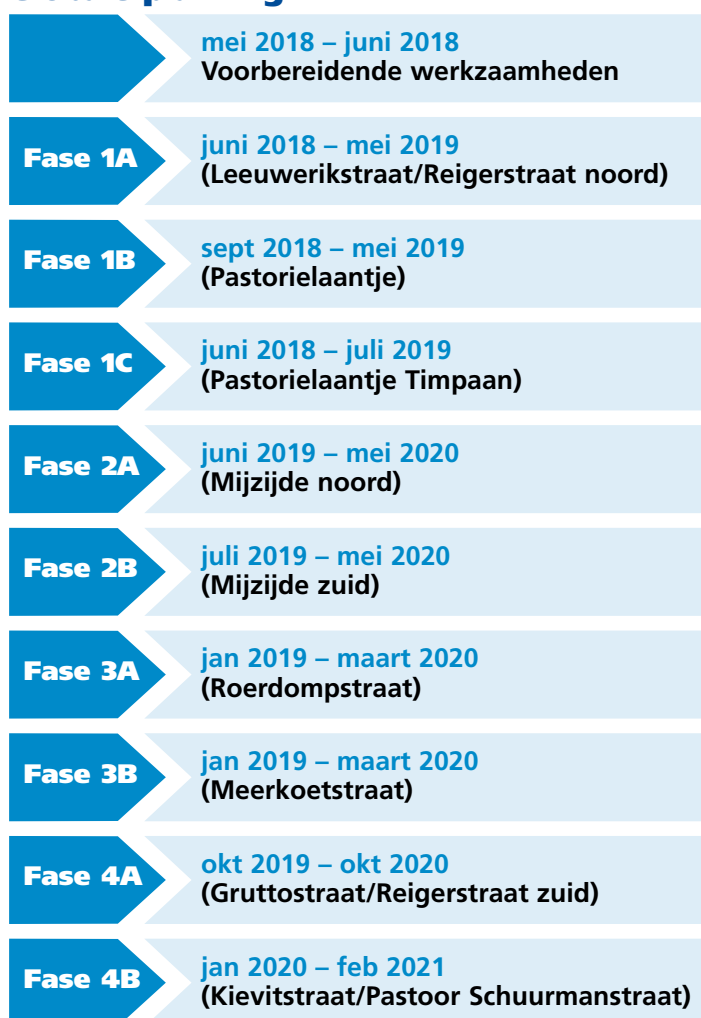 mei 2018 – juni 2018
Voorbereidende werkzaamheden
Fase 1A
juni 2018 – mei 2019
(Leeuwerikstraat/Reigerstraat noord)
Fase 1B
sept 2018 – mei 2019
(Pastorielaantje)
Fase 1C
juni 2018 – juli 2019
(Pastorielaantje Timpaan)
Fase 2A
juni 2019 – mei 2020
(Mijzijde noord)
Fase 2B
juli 2019 – mei 2020
(Mijzijde zuid)
Fase 3A
jan 2019 – maart 2020
(Roerdompstraat)
Fase 3B
jan 2019 – maart 2020
(Meerkoetstraat)
Fase 4A
okt 2019 – okt 2020
(Gruttostraat/Reigerstraat zuid)
Fase 4B
jan 2020 – feb 2021
(Kievitstraat/Pastoor Schuurmanstraat)